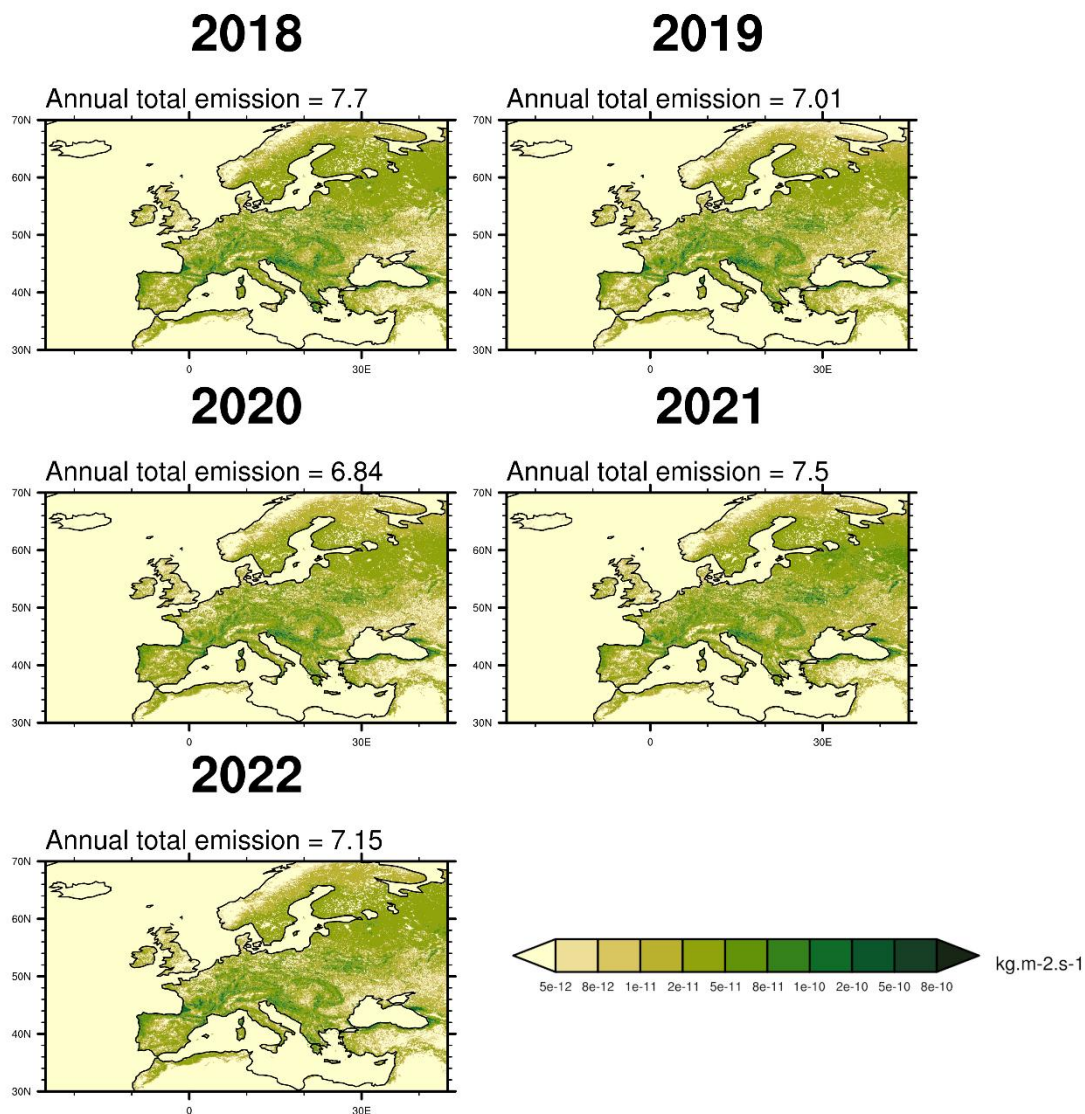 2018
2019
Annual total emission = 7.7
Annual total emission = 7.01
70N
60N
50N
40N
30N
0
30E
70N
60N
50N
40N
30N
0
30E
2020
2021
Annual total emission = 6.84
Annual total emission = 7.5
70N
60N
50N
40N
30N
0
30E
70N
60N
50N
40N
30N
0
30E
2022
Annual total emission = 7.15
70N
60N
50N
40N
30N
0
30E
kg.m-2.s-1
5e-12 8e-12 1e-11 2e-11 5e-11 8e-11 1e-10 2e-10 5e-10 8e-10